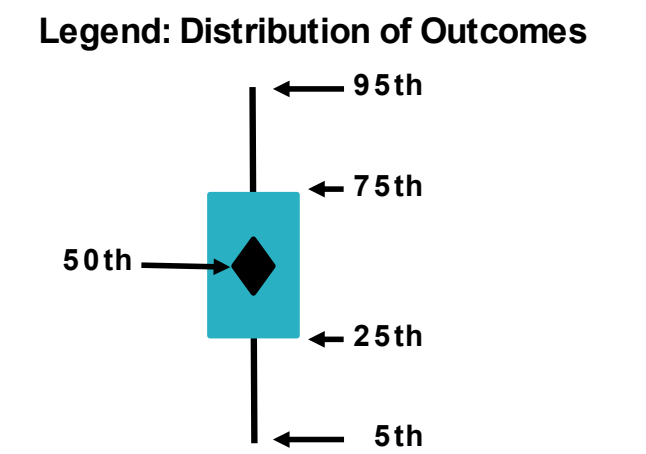 Legend: Distribution of Outcomes
95th
75th
50th
25th
5th